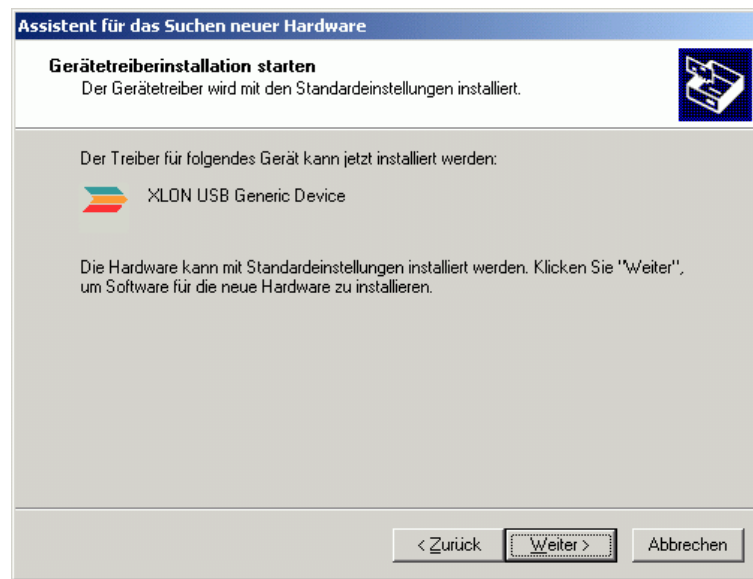 Assistent für das Suchen neuer Hardware
Gerätetreiberinstallation starten
Der Gerätetreiber wird mit den Standardeinstellungen installiert.
Der Treiber für folgendes Gerät kann jetzt installiert werden:
XLON USB Generic Device
Die Hardware kann mit Standardeinstellungen installiert werden. Klicken Sie "Weiter",
um Software für die neue Hardware zu installieren.
< Zurück Weiter > Abbrechen